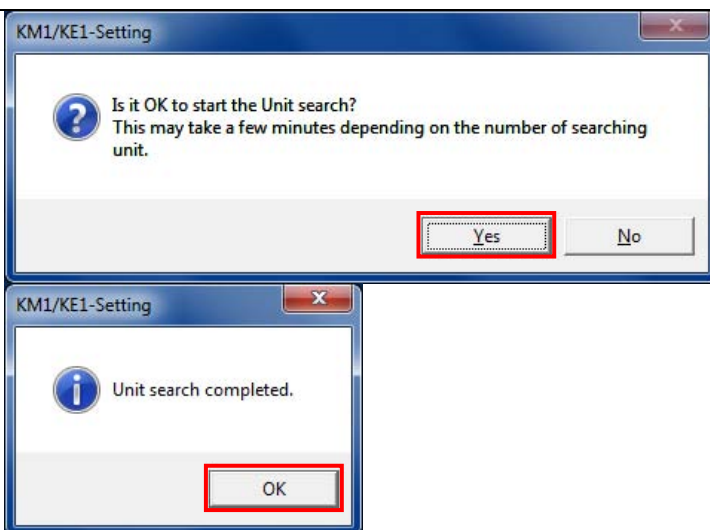 KM1/KE1-Setting
Is it OK to start the Unit search?
This may take a few minutes depending on the number of searching
unit.
Yes
No
KM1/KE1-Setting
Unit search completed.
OK